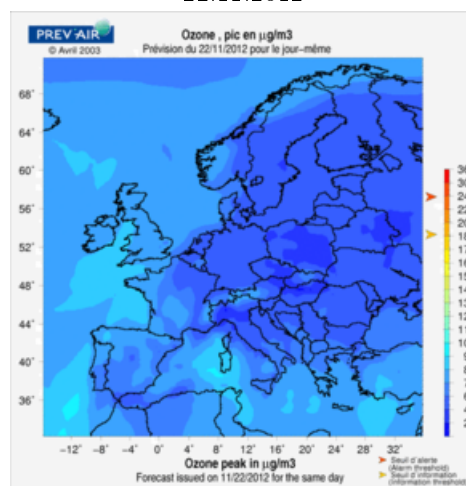 PREV'AIR
© Avril 2003
Ozone , pic en µg/m3
Prévision du 22/11/2012 pour le jour-même
68°
64°
60°
56°
52°
48°
44°
40°
36°
-12° -8° -4° 0° 4° 8° 12° 16° 20° 24° 28° 32°
Ozone peak in µg/m3
Forecast issued on 11/22/2012 for the same day
Seuil d'alerte
(Alarm threshold)
Seuil d'information
(Information threshold)